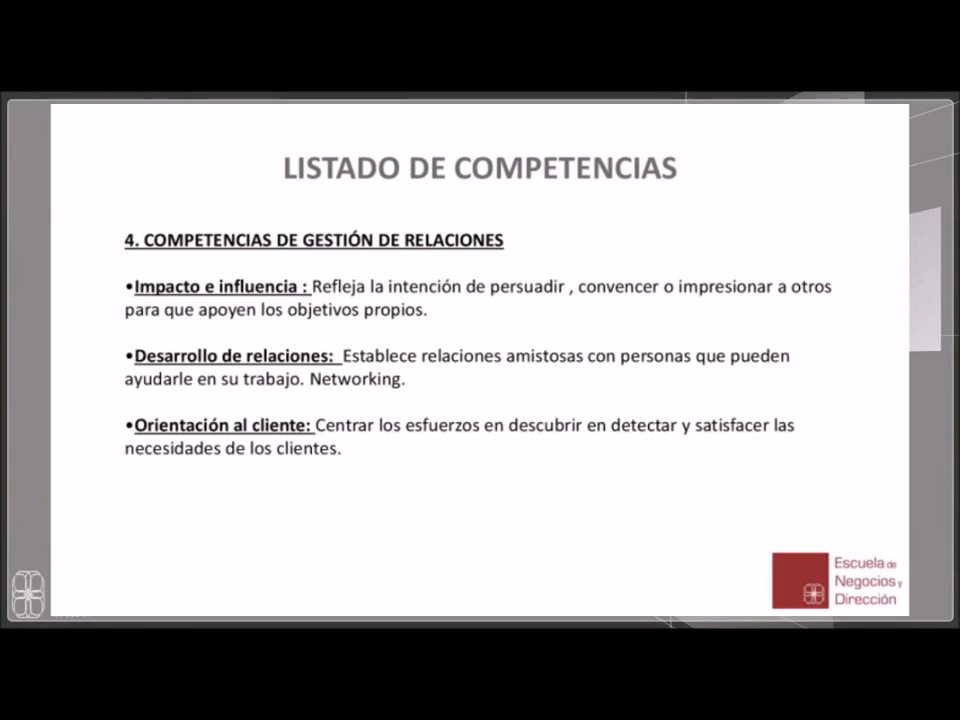 LISTADO DE COMPETENCIAS
4. COMPETENCIAS DE GESTIÓN DE RELACIONES
•Impacto e influencia : Refleja la intención de persuadir , convencer o impresionar a otros
para que apoyen los objetivos propios.
•Desarrollo de relaciones: Establece relaciones amistosas con personas que pueden
ayudarle en su trabajo. Networking.
•Orientación al cliente: Centrar los esfuerzos en descubrir en detectar y satisfacer las
necesidades de los clientes.
Escuela de
Negocios y
Dirección